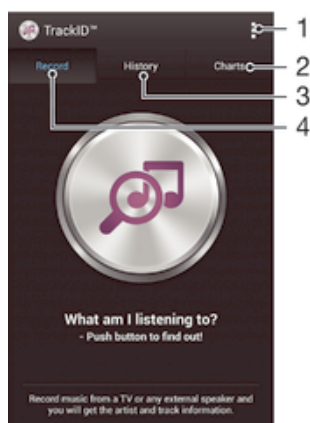 TrackID™
1
Record
History
Charts
2
3
4
What am I listening to?
- Push button to find out!
Record music from a TV or any external speaker and
you will get the artist and track information.